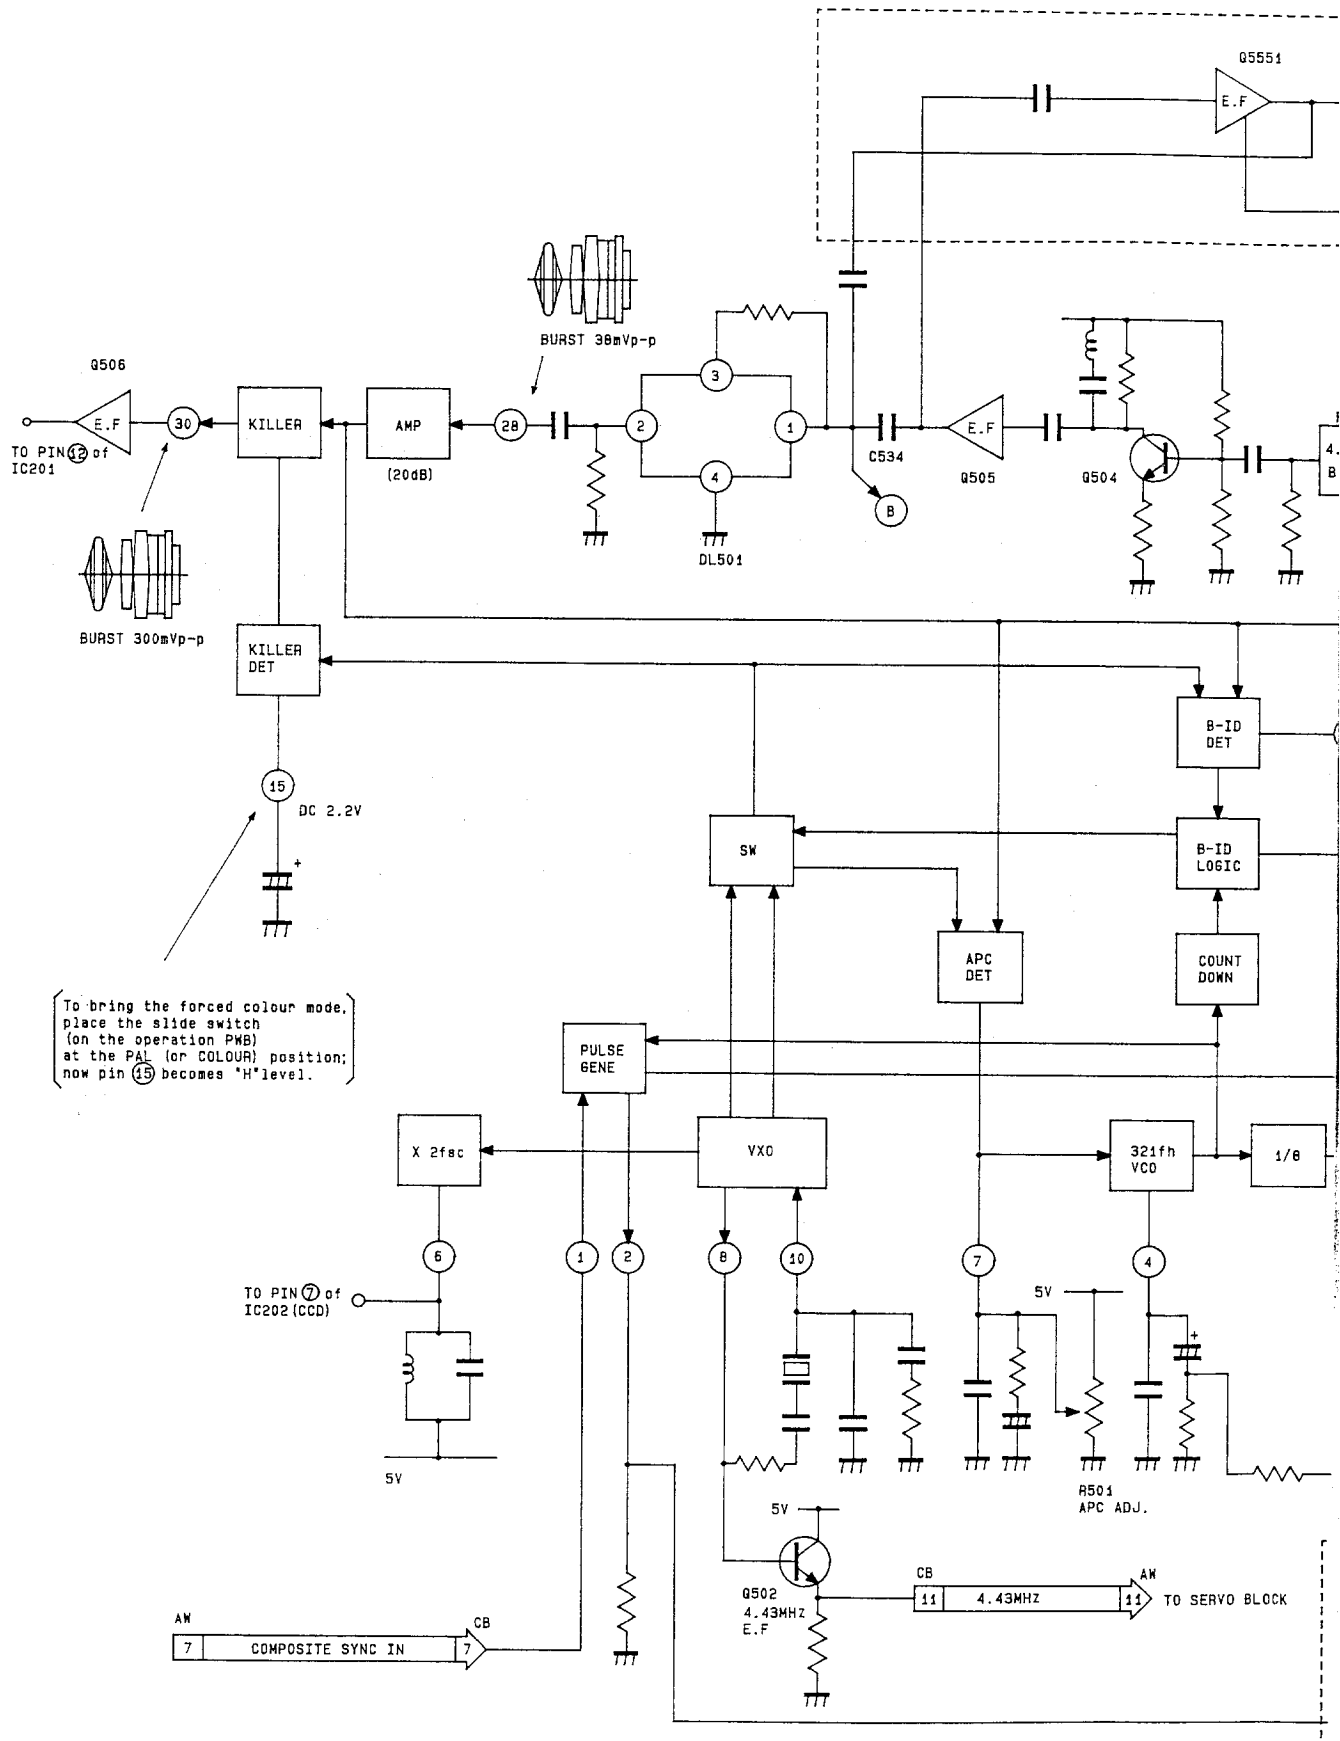 Q5551
E.F
BURST 38mVp-p
Q506
E.F
30
KILLER
AMP
(20dB)
28
2
3
1
4
DL501
C534
B
E.F
Q505
Q504
4.
B
TO PIN 12 of
IC201
BURST 300mVp-p
KILLER
DET
B-ID
DET
15
DC 2.2V
+
SW
B-ID
LOGIC
APC
DET
COUNT
DOWN
To bring the forced colour mode,
place the slide switch
(on the operation PWB)
at the PAL (or COLOUR) position;
now pin 15 becomes "H" level.
PULSE
GENE
X 2fsc
VXO
321fh
VCO
1/8
6
1
2
8
10
7
4
TO PIN 7 of
IC202(CCD)
5V
+
5V
R501
APC ADJ.
5V
Q502
4.43MHZ
E.F
CB
11
4.43MHZ
11
AW
TO SERVO BLOCK
AW
7
COMPOSITE SYNC IN
7
CB